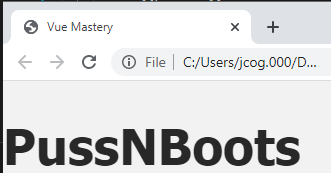 Vue Mastery
File C:/Users/jcog.000/D...
PussNBoots